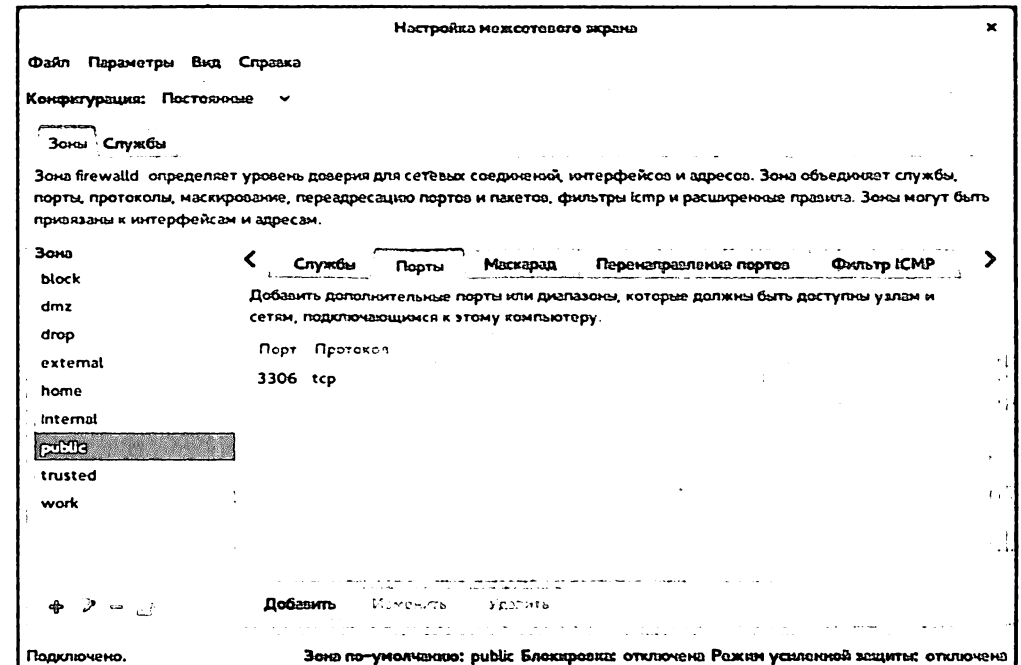 Настройка межсетевого экрана
Файл Параметры Вид Справка
Конфигурация: Постоянные
Зоны Службы
Зона firewalld определяет уровень доверия для сетевых соединений, интерфейсов и адресов. Зона объединяет службы,
порты, протоколы, маскирование, переадресацию портов и пакетов, фильтры icmp и расширенные правила. Зоны могут быть
привязаны к интерфейсам и адресам.
Зона
block
dmz
drop
external
home
internal
public
trusted
work
Службы Порты Маскарад Перенаправление портов Фильтр ICMP
Добавить дополнительные порты или диапазоны, которые должны быть доступны узлам и
сетям, подключающимся к этому компьютеру.
Порт Протокол
3306 tcp
Добавить Изменить Удалить
Подключено.
Зона по-умолчанию: public Блокировка: отключена Режим усиленной защиты: отключена